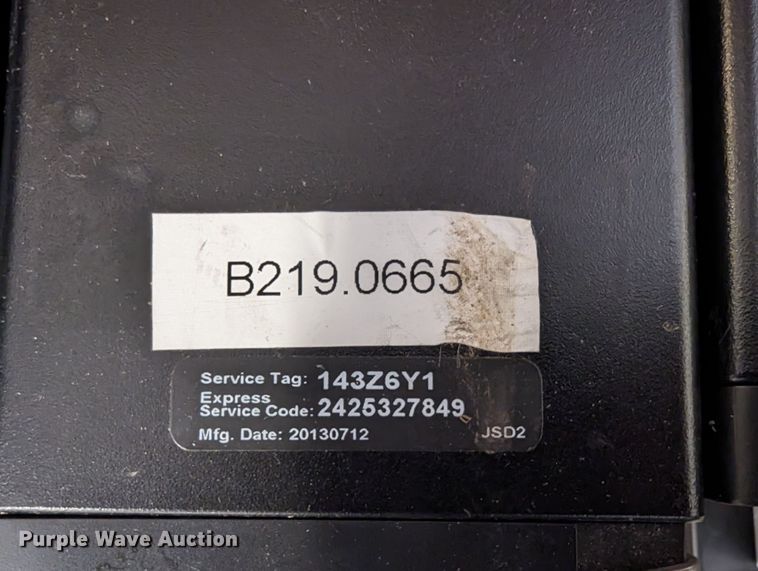 B219.0665
Service Tag: 143Z6Y1
Express
Service Code: 2425327849
Mfg. Date: 20130712 JSD2
Purple Wave Auction